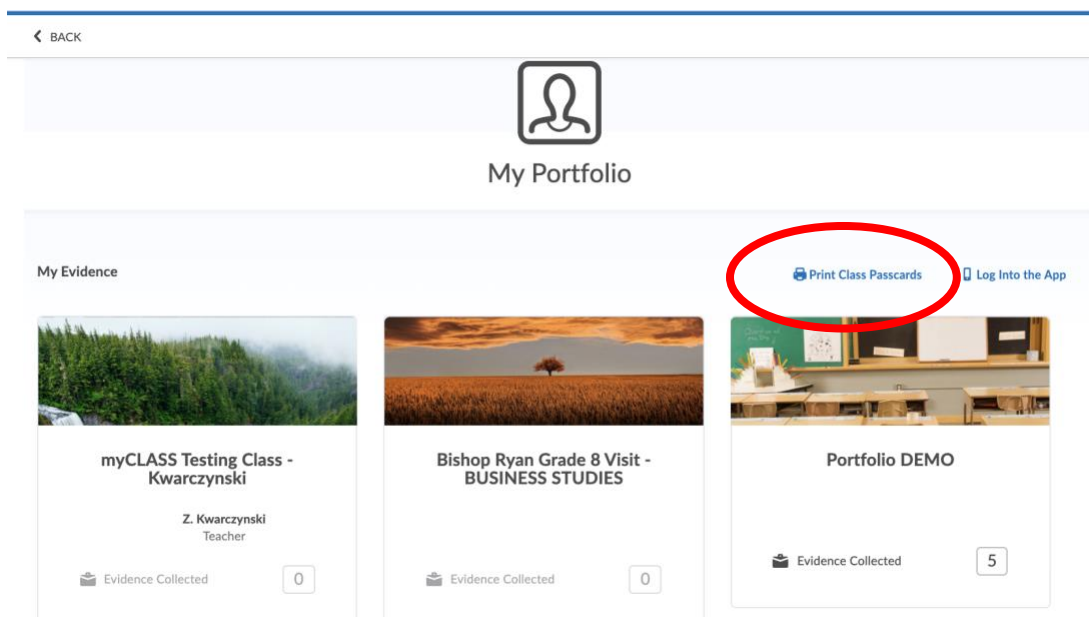 BACK
My Portfolio
My Evidence
Print Class Passcards
Log Into the App
myCLASS Testing Class -
Kwarczynski
Z. Kwarczynski
Teacher
Evidence Collected
0
Bishop Ryan Grade 8 Visit -
BUSINESS STUDIES
Evidence Collected
0
Portfolio DEMO
Evidence Collected
5